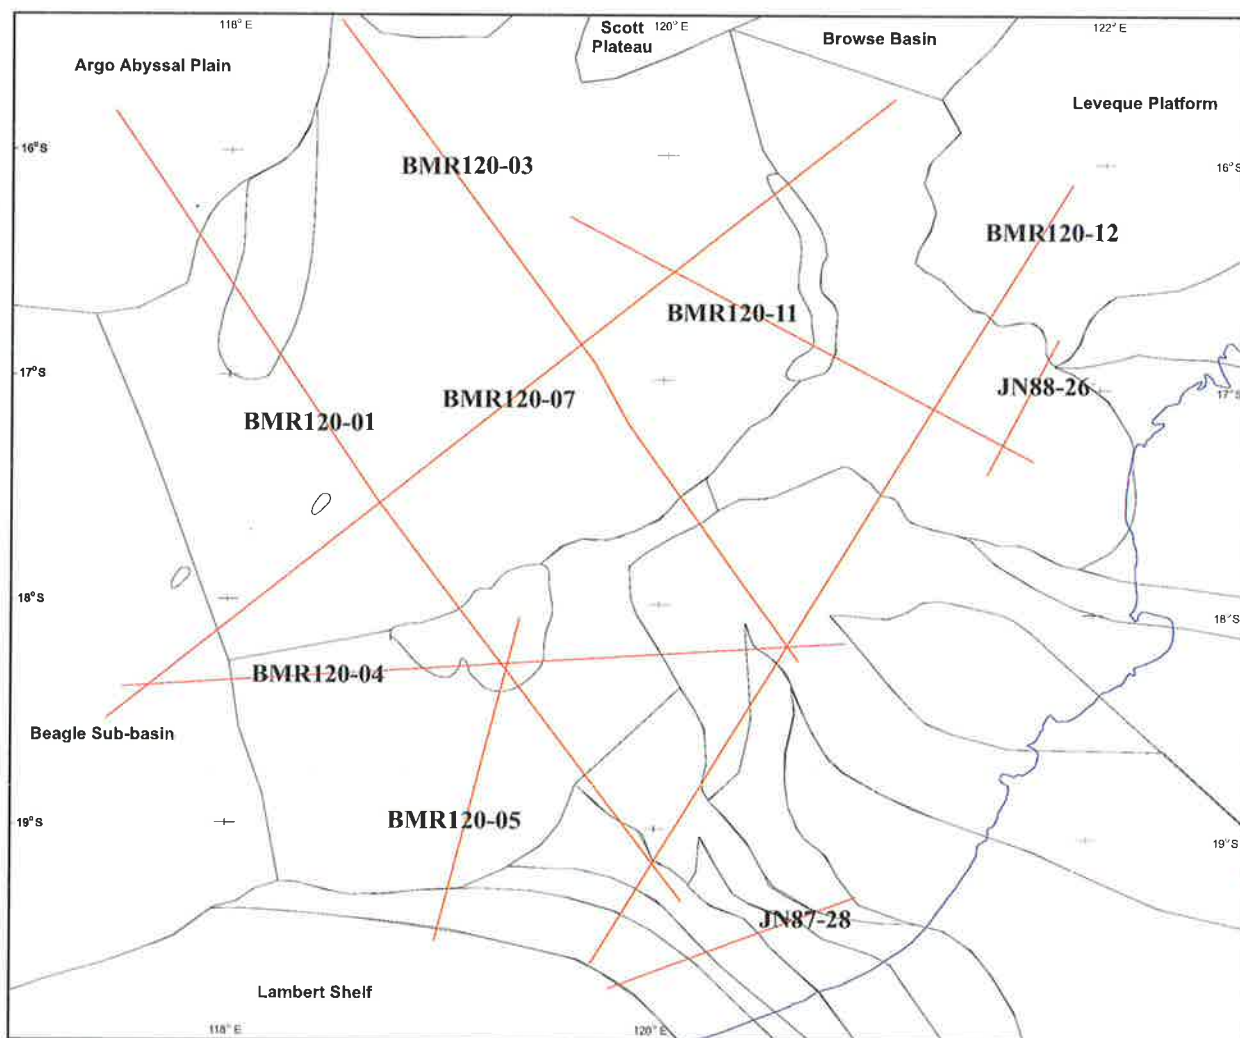 118° E
120° E
122° E
Scott
Plateau
Browse Basin
Argo Abyssal Plain
Leveque Platform
16°S
16°S
BMR120-03
BMR120-12
BMR120-11
17°S
17°S
JN88-26
BMR120-07
BMR120-01
18°S
18°S
BMR120-04
Beagle Sub-basin
BMR120-05
19°S
19°S
JN87-28
Lambert Shelf
118° E
120° E